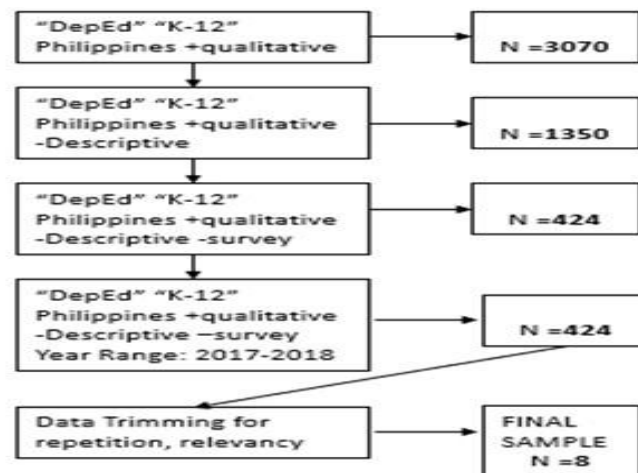 “DepEd” “K-12”
Philippines +qualitative
N =3070
“DepEd” “K-12”
Philippines +qualitative
-Descriptive
N =1350
“DepEd” “K-12”
Philippines +qualitative
-Descriptive -survey
N =424
“DepEd” “K-12”
Philippines +qualitative
-Descriptive –survey
Year Range: 2017-2018
N =424
Data Trimming for
repetition, relevancy
FINAL
SAMPLE
N =8